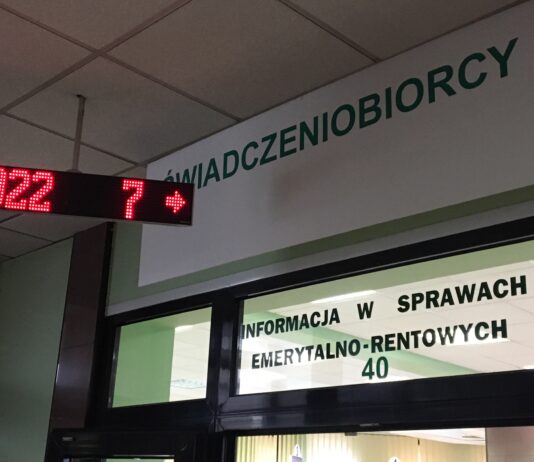 ŚWIADCZENIOBIORCY
022 7 →
INFORMACJA W SPRAWACH
EMERYTALNO-RENTOWYCH
40